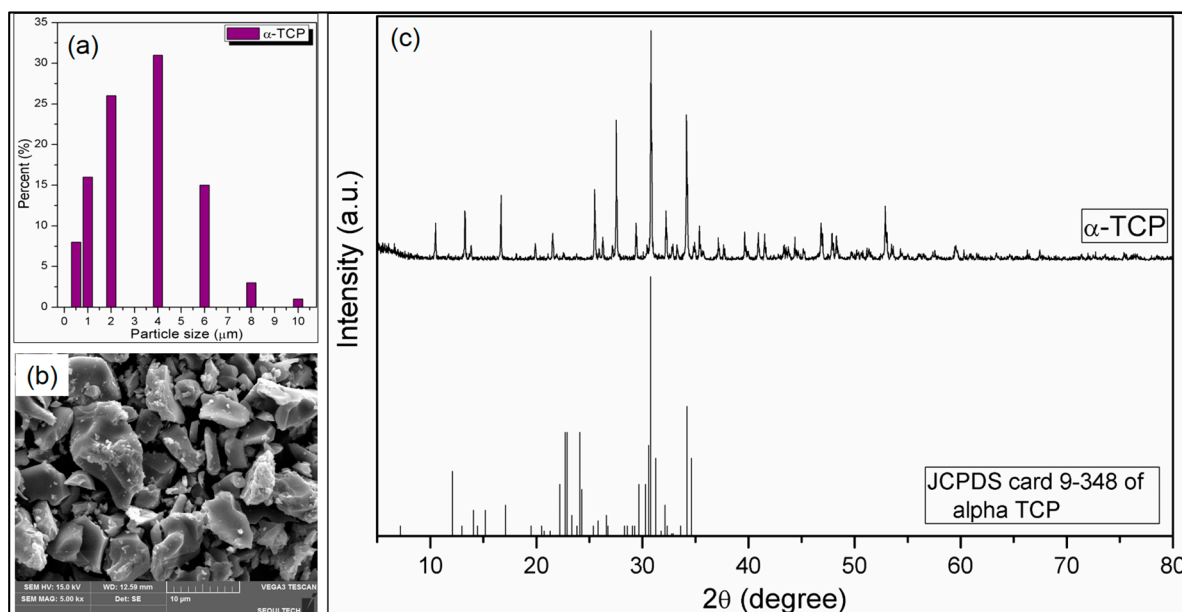 (a)
α-TCP
35
30
25
20
15
10
5
0
Percent (%)
0 1 2 3 4 5 6 7 8 9 10
Particle size (μm)
(b)
SEM HV: 15.0 kV WD: 12.59 mm VEGA3 TESCAN
SEM MAG: 5.00 kx Det: SE 10 μm
SEOULTECH
(c)
Intensity (a.u.)
α-TCP
JCPDS card 9-348 of
alpha TCP
10 20 30 40 50 60 70 80
2θ (degree)